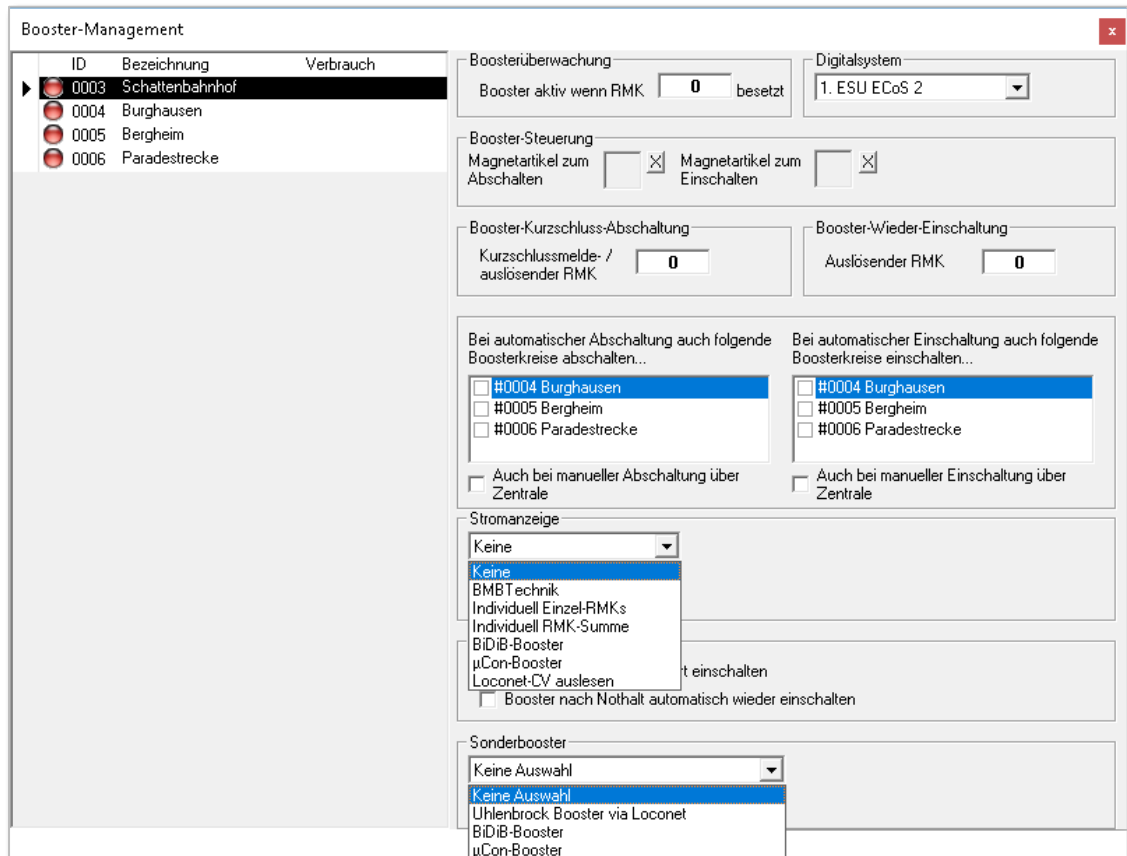 Booster-Management
x
ID Bezeichnung Verbrauch
0003 Schattenbahnhof
0004 Burghausen
0005 Bergheim
0006 Paradestrecke
Boosterüberwachung
Booster aktiv wenn RMK 0 besetzt
Digitalsystem
1. ESU ECoS 2
Booster-Steuerung
Magnetartikel zum
Abschalten
X
Magnetartikel zum
Einschalten
X
Booster-Kurzschluss-Abschaltung
Kurzschlussmelde- /
auslösender RMK
0
Booster-Wieder-Einschaltung
Auslösender RMK 0
Bei automatischer Abschaltung auch folgende
Boosterkreise abschalten...
#0004 Burghausen
#0005 Bergheim
#0006 Paradestrecke
Auch bei manueller Abschaltung über
Zentrale
Bei automatischer Einschaltung auch folgende
Boosterkreise einschalten...
#0004 Burghausen
#0005 Bergheim
#0006 Paradestrecke
Auch bei manueller Einschaltung über
Zentrale
Stromanzeige
Keine
Keine
BMBTechnik
Individuell Einzel-RMKs
Individuell RMK-Summe
BiDiB-Booster
µCon-Booster
Loconet-CV auslesen
einschalten
Booster nach Nothalt automatisch wieder einschalten
Sonderbooster
Keine Auswahl
Keine Auswahl
Uhlenbrock Booster via Loconet
BiDiB-Booster
µCon-Booster